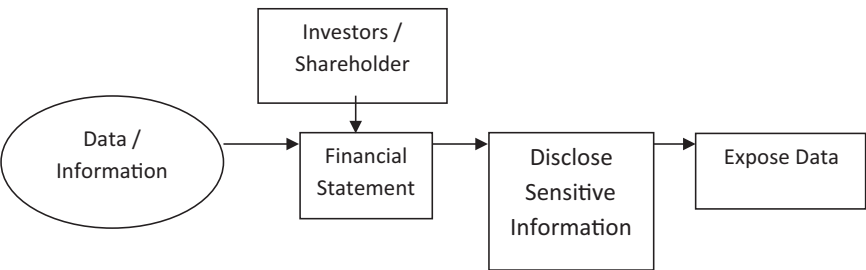 Investors /
Shareholder
Data /
Information
Financial
Statement
Disclose
Sensitive
Information
Expose Data